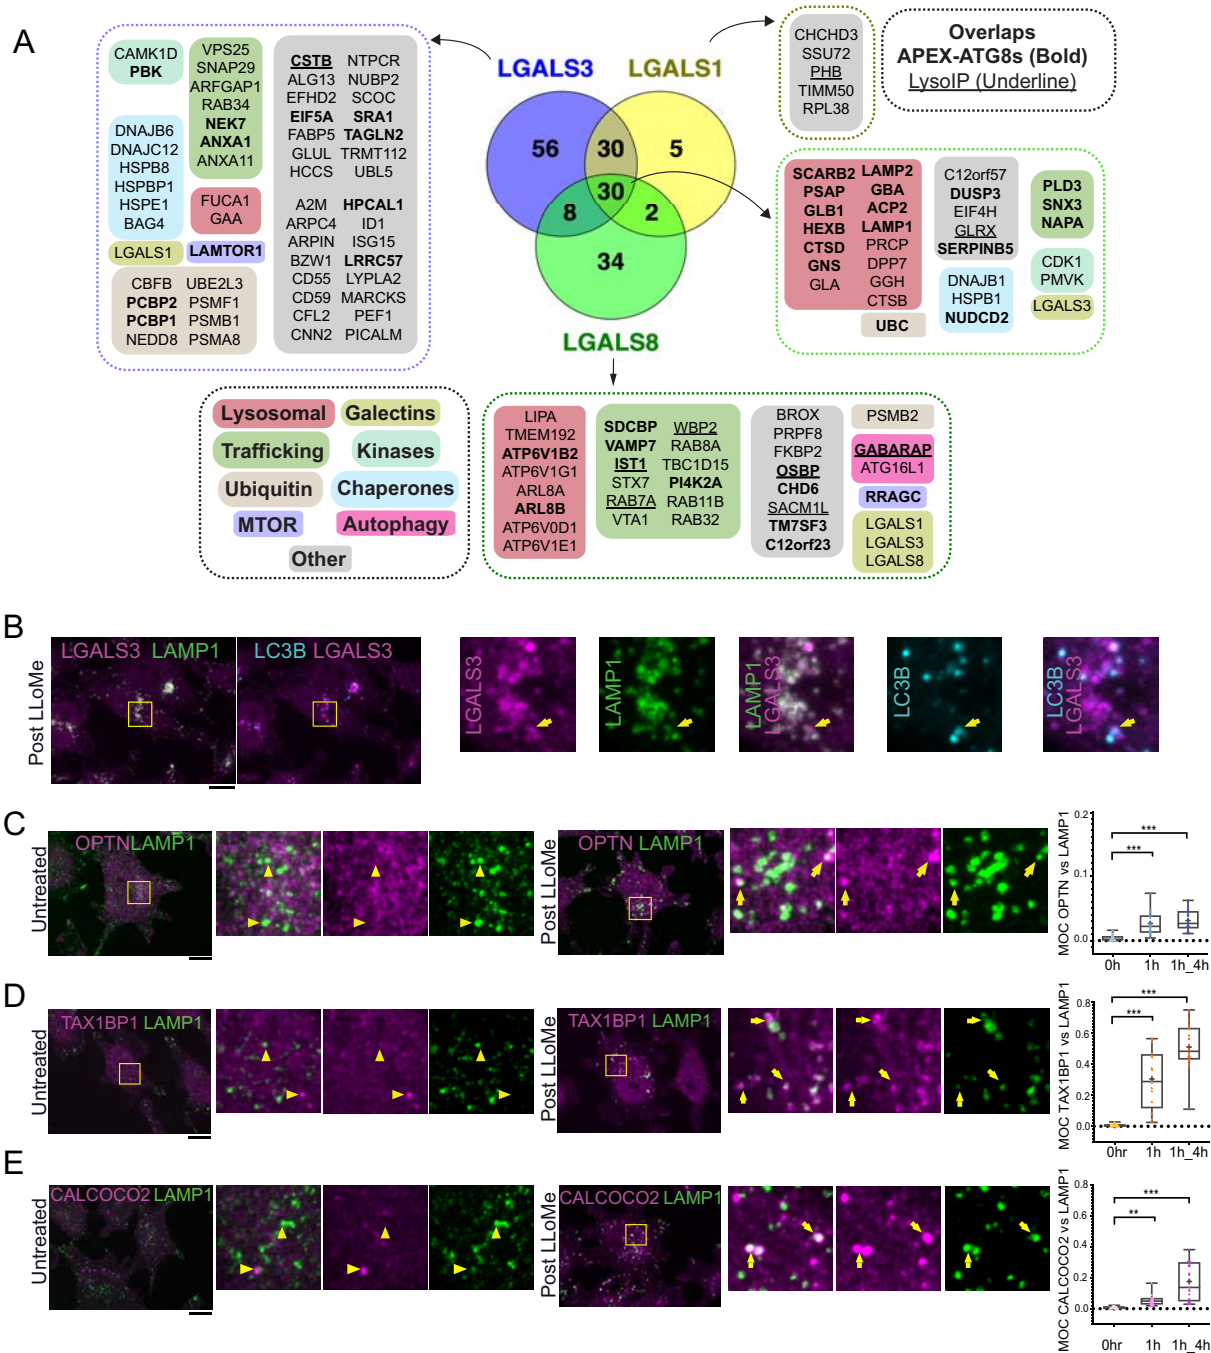 A
CAMK1D
PBK
VPS25
SNAP29
ARFGAP1
RAB34
NEK7
ANXA1
ANXA11
DNAJB6
DNAJC12
HSPB8
HSPBP1
HSPE1
BAG4
FUCA1
GAA
LGALS1
LAMTOR1
CBFB UBE2L3
PCBP2 PSMF1
PCBP1 PSMB1
NEDD8 PSMA8
CSTB NTPCR
ALG13 NUBP2
EFHD2 SCOC
EIF5A SRA1
FABP5 TAGLN2
GLUL TRMT112
HCCS UBL5
A2M HPCAL1
ARPC4 ID1
ARPIN ISG15
BZW1 LRRC57
CD55 LYPLA2
CD59 MARCKS
CFL2 PEF1
CNN2 PICALM
LGALS3 LGALS1
56 30 5
30
8 2
34
LGALS8
CHCHD3
SSU72
PHB
TIMM50
RPL38
Overlaps
APEX-ATG8s (Bold)
LysoIP (Underline)
SCARB2 LAMP2
PSAP GBA
GLB1 ACP2
HEXB LAMP1
CTSD PRCP
GNS DPP7
GLA GGH
CTSB
UBC
C12orf57
DUSP3
EIF4H
GLRX
SERPINB5
DNAJB1
HSPB1
NUDCD2
PLD3
SNX3
NAPA
CDK1
PMVK
LGALS3
Lysosomal Galectins
Trafficking Kinases
Ubiquitin Chaperones
MTOR Autophagy
Other
LIPA
TMEM192
ATP6V1B2
ATP6V1G1
ARL8A
ARL8B
ATP6V0D1
ATP6V1E1
SDCBP WBP2
VAMP7 RAB8A
IST1 TBC1D15
STX7 PI4K2A
RAB7A RAB11B
VTA1 RAB32
BROX
PRPF8
FKBP2
OSBP
CHD6
SACM1L
TM7SF3
C12orf23
PSMB2
GABARAP
ATG16L1
RRAGC
LGALS1
LGALS3
LGALS8
B
Post LLoMe
LGALS3 LAMP1
LC3B LGALS3
LGALS3
LAMP1
LAMP1
LGALS3
LC3B
LC3B
LGALS3
C
Untreated
OPTN LAMP1
Post LLoMe
OPTN LAMP1
MOC OPTN vs LAMP1
0.2
0.1
0.0
***
***
0h 1h 1h_4h
D
Untreated
TAX1BP1 LAMP1
Post LLoMe
TAX1BP1 LAMP1
MOC TAX1BP1 vs LAMP1
0.8
0.6
0.4
0.2
0.0
***
***
0hr 1h 1h_4h
E
Untreated
CALCOCO2 LAMP1
Post LLoMe
CALCOCO2 LAMP1
MOC CALCOCO2 vs LAMP1
0.8
0.6
0.4
0.2
0.0
***
**
0hr 1h 1h_4h